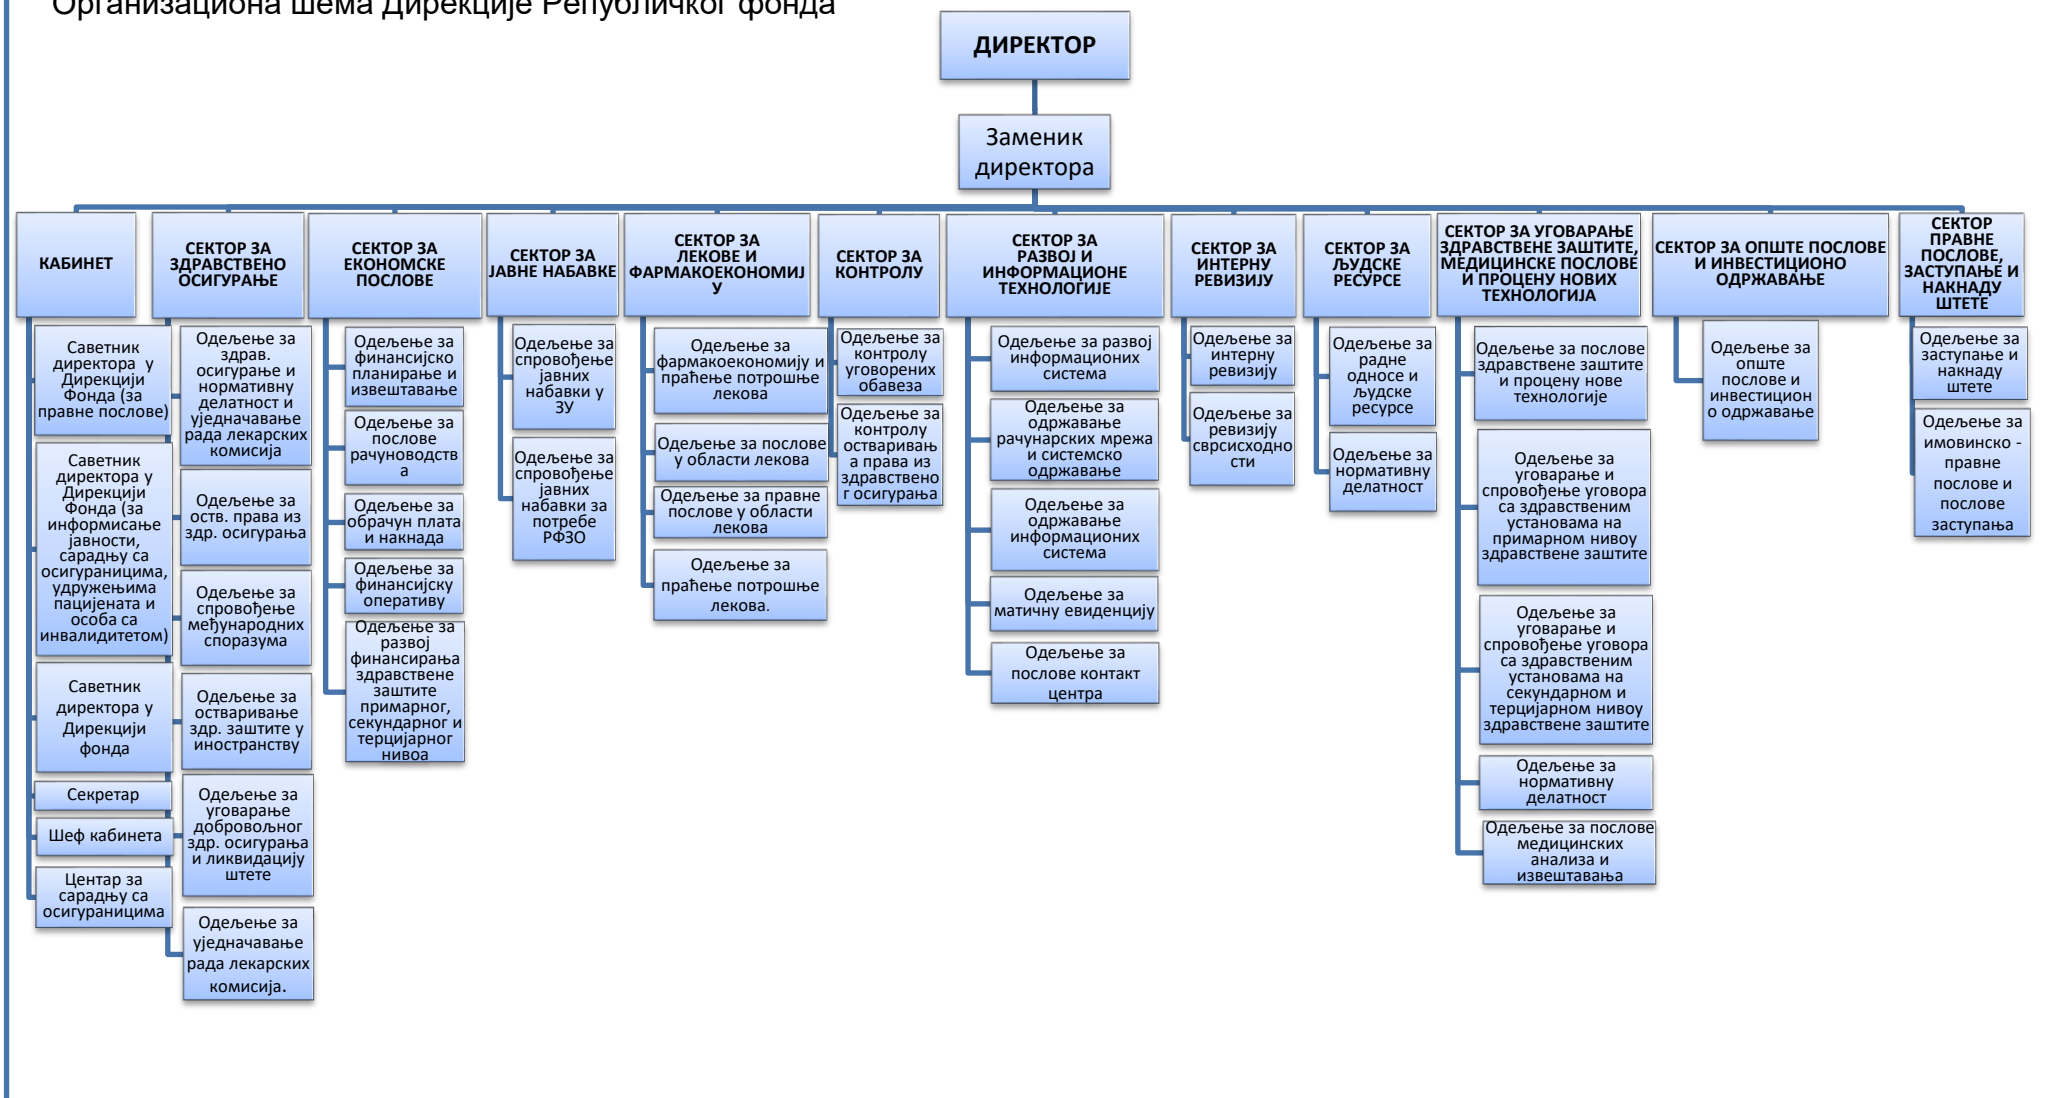 Организациона шема Дирекције Републичког фонда
ДИРЕКТОР
Заменик
директора
КАБИНЕТ
Саветник
директора у
Дирекцији
Фонда (за
правне послове)
Саветник
директора у
Дирекцији
Фонда (за
информисање
јавности,
сарадњу са
осигураницима,
удружењима
пацијената и
особа са
инвалидитетом)
Саветник
директора у
Дирекцији
фонда
Секретар
Шеф кабинета
Центар за
сарадњу са
осигураницима
СЕКТОР ЗА
ЗДРАВСТВЕНО
ОСИГУРАЊЕ
Одељење за
здрав.
осигурање и
нормативну
делатност и
уједначавање
рада лекарских
комисија
Одељење за
оств. права из
здр. осигурања
Одељење за
спровођење
међународних
споразума
Одељење за
остваривање
здр. заштите у
иностранству
Одељење за
уговарање
добровољног
здр. осигурања
и ликвидацију
штете
Одељење за
уједначавање
рада лекарских
комисија.
СЕКТОР ЗА
ЕКОНОМСКЕ
ПОСЛОВЕ
Одељење за
финансијско
планирање и
извештавање
Одељење за
послове
рачуноводств
а
Одељење за
обрачун плата
и накнада
Одељење за
финансијску
оперативу
Одељење за
развој
финансирања
здравствене
заштите
примарног,
секундарног и
терцијарног
нивоа
СЕКТОР ЗА
ЈАВНЕ НАБАВКЕ
Одељење за
спровођење
јавних
набавки у
ЗУ
Одељење за
спровођење
јавних
набавки за
потребе
РФЗО
СЕКТОР ЗА
ЛЕКОВЕ И
ФАРМАКОЕКОНОМИЈ
У
Одељење за
фармакоекономију и
праћење потрошње
лекова
Одељење за послове
у области лекова
Одељење за правне
послове у области
лекова
Одељење за
праћење потрошње
лекова.
СЕКТОР ЗА
КОНТРОЛУ
Одељење за
контролу
уговорених
обавеза
Одељење за
контролу
остваривањ
а права из
здравствено
г осигурања
СЕКТОР ЗА
РАЗВОЈ И
ИНФОРМАЦИОНЕ
ТЕХНОЛОГИЈЕ
Одељење за развој
информационих
система
Одељење за
одржавање
рачунарских мрежа
и системско
одржавање
Одељење за
одржавање
информационих
система
Одељење за
матичну евиденцију
Одељење за
послове контакт
центра
СЕКТОР ЗА
ИНТЕРНУ
РЕВИЗИЈУ
Одељење за
интерну
ревизију
Одељење за
ревизију
сврсисходно
сти
СЕКТОР ЗА
ЉУДСКЕ
РЕСУРСЕ
Одељење за
радне
односе и
људске
ресурсе
Одељење за
нормативну
делатност
СЕКТОР ЗА УГОВАРАЊЕ
ЗДРАВСТВЕНЕ ЗАШТИТЕ,
МЕДИЦИНСКЕ ПОСЛОВЕ
И ПРОЦЕНУ НОВИХ
ТЕХНОЛОГИЈА
Одељење за послове
здравствене заштите
и процену нове
технологије
Одељење за
уговарање и
спровођење уговора
са здравственим
установама на
примарном нивоу
здравствене заштите
Одељење за
уговарање и
спровођење уговора
са здравственим
установама на
секундарном и
терцијарном нивоу
здравствене заштите
Одељење за
нормативну
делатност
Одељење за послове
медицинских
анализа и
извештавања
СЕКТОР ЗА ОПШТЕ ПОСЛОВЕ
И ИНВЕСТИЦИОНО
ОДРЖАВАЊЕ
Одељење за
опште
послове и
инвестицион
о одржавање
СЕКТОР
ПРАВНЕ
ПОСЛОВЕ,
ЗАСТУПАЊЕ И
НАКНАДУ
ШТЕТЕ
Одељење за
заступање и
накнаду
штете
Одељење за
имовинско -
правне
послове и
послове
заступања